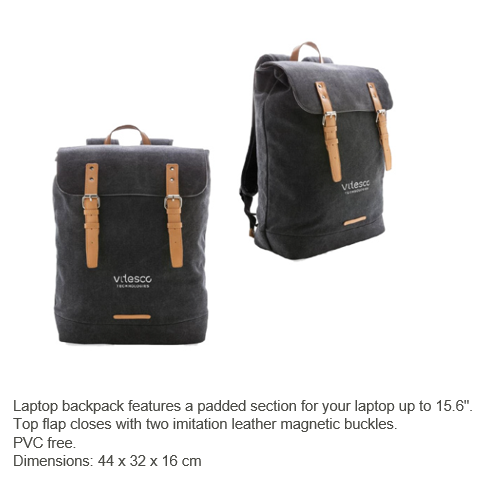 vitesco
TECHNOLOGIES
vitesco
TECHNOLOGIES
Laptop backpack features a padded section for your laptop up to 15.6".
Top flap closes with two imitation leather magnetic buckles.
PVC free.
Dimensions: 44 x 32 x 16 cm